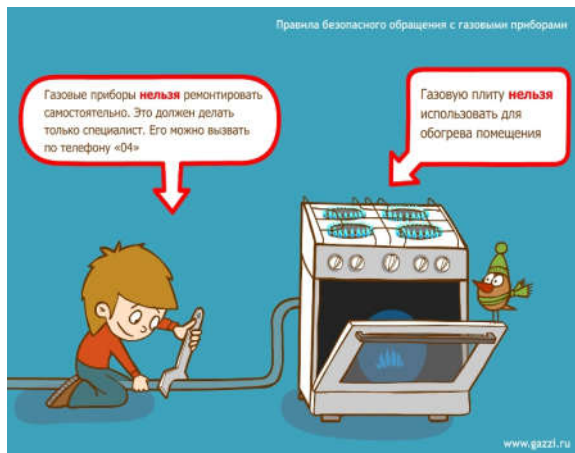 Правила безопасного обращения с газовыми приборами
Газовые приборы нельзя ремонтировать
самостоятельно. Это должен делать
только специалист. Его можно вызвать
по телефону «04»
Газовую плиту нельзя
использовать для
обогрева помещения
www.gazzi.ru